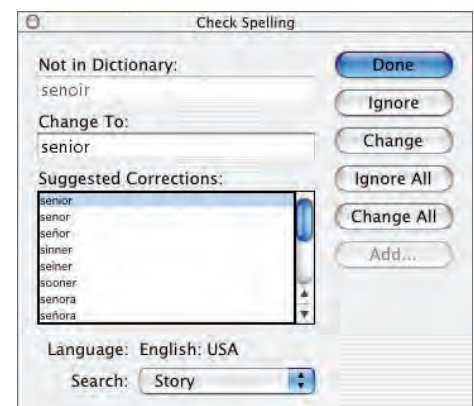 Check Spelling
Not in Dictionary:
senoir
Change To:
senior
Suggested Corrections:
senior
senor
señor
sinner
seiner
sooner
senora
señora
Language: English: USA
Search: Story
Done
Ignore
Change
Ignore All
Change All
Add...